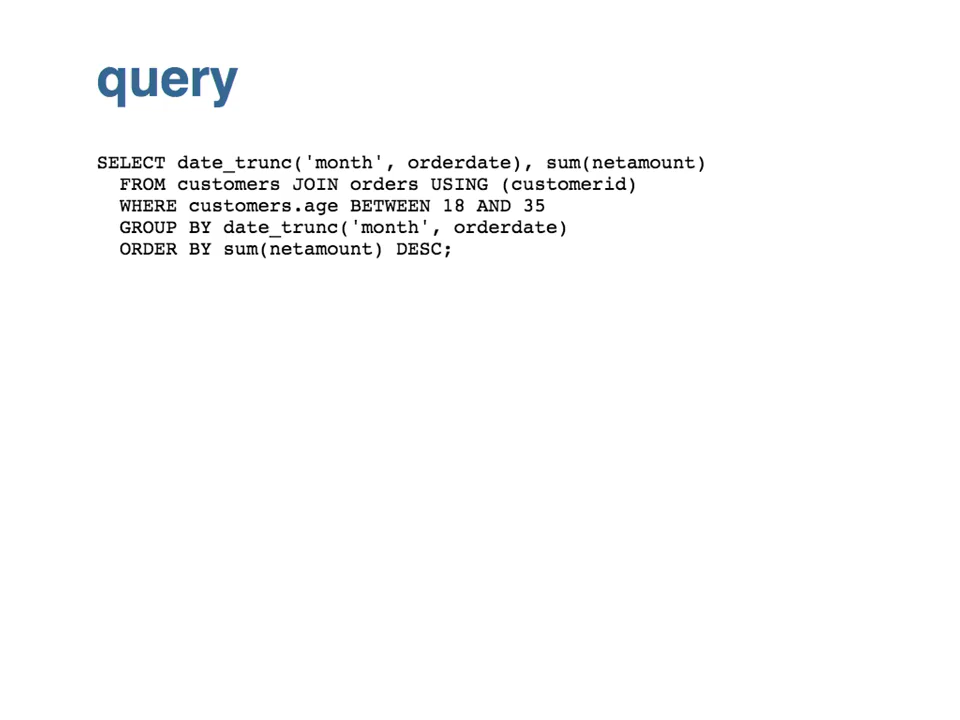 query
SELECT date_trunc('month', orderdate), sum(netamount)
FROM customers JOIN orders USING (customerid)
WHERE customers.age BETWEEN 18 AND 35
GROUP BY date_trunc('month', orderdate)
ORDER BY sum(netamount) DESC;